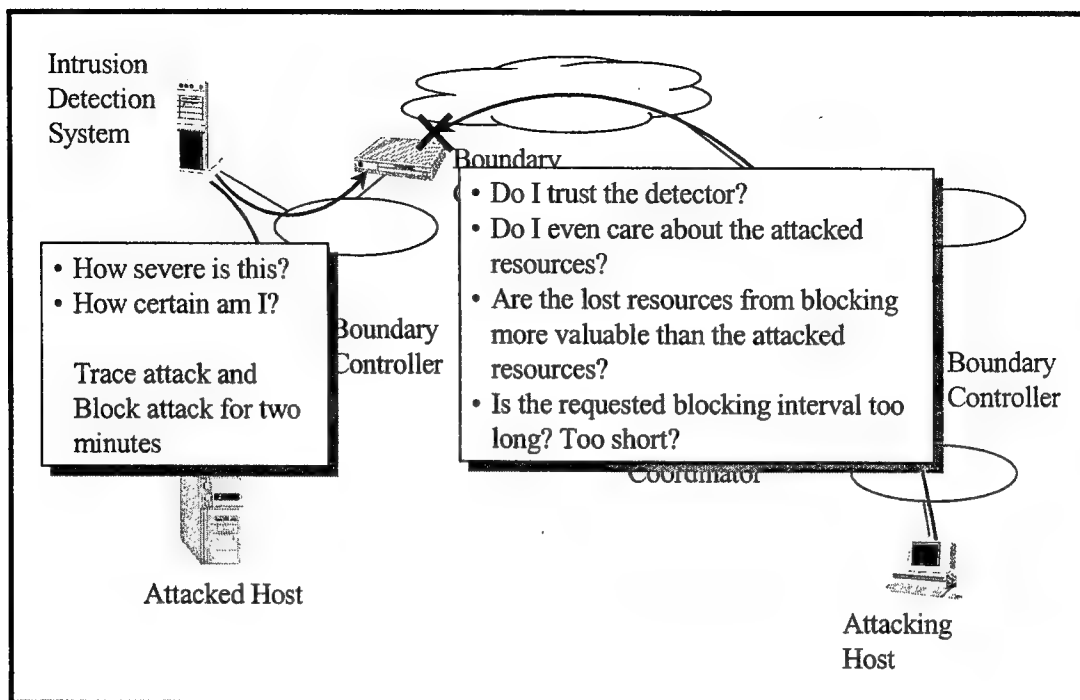 Intrusion
Detection
System
Boundary
• Do I trust the detector?
• Do I even care about the attacked
resources?
• Are the lost resources from blocking
more valuable than the attacked
resources?
• Is the requested blocking interval too
long? Too short?
• How severe is this?
• How certain am I?
Trace attack and
Block attack for two
minutes
Boundary
Controller
Boundary
Controller
Coordinator
Attacked Host
Attacking
Host